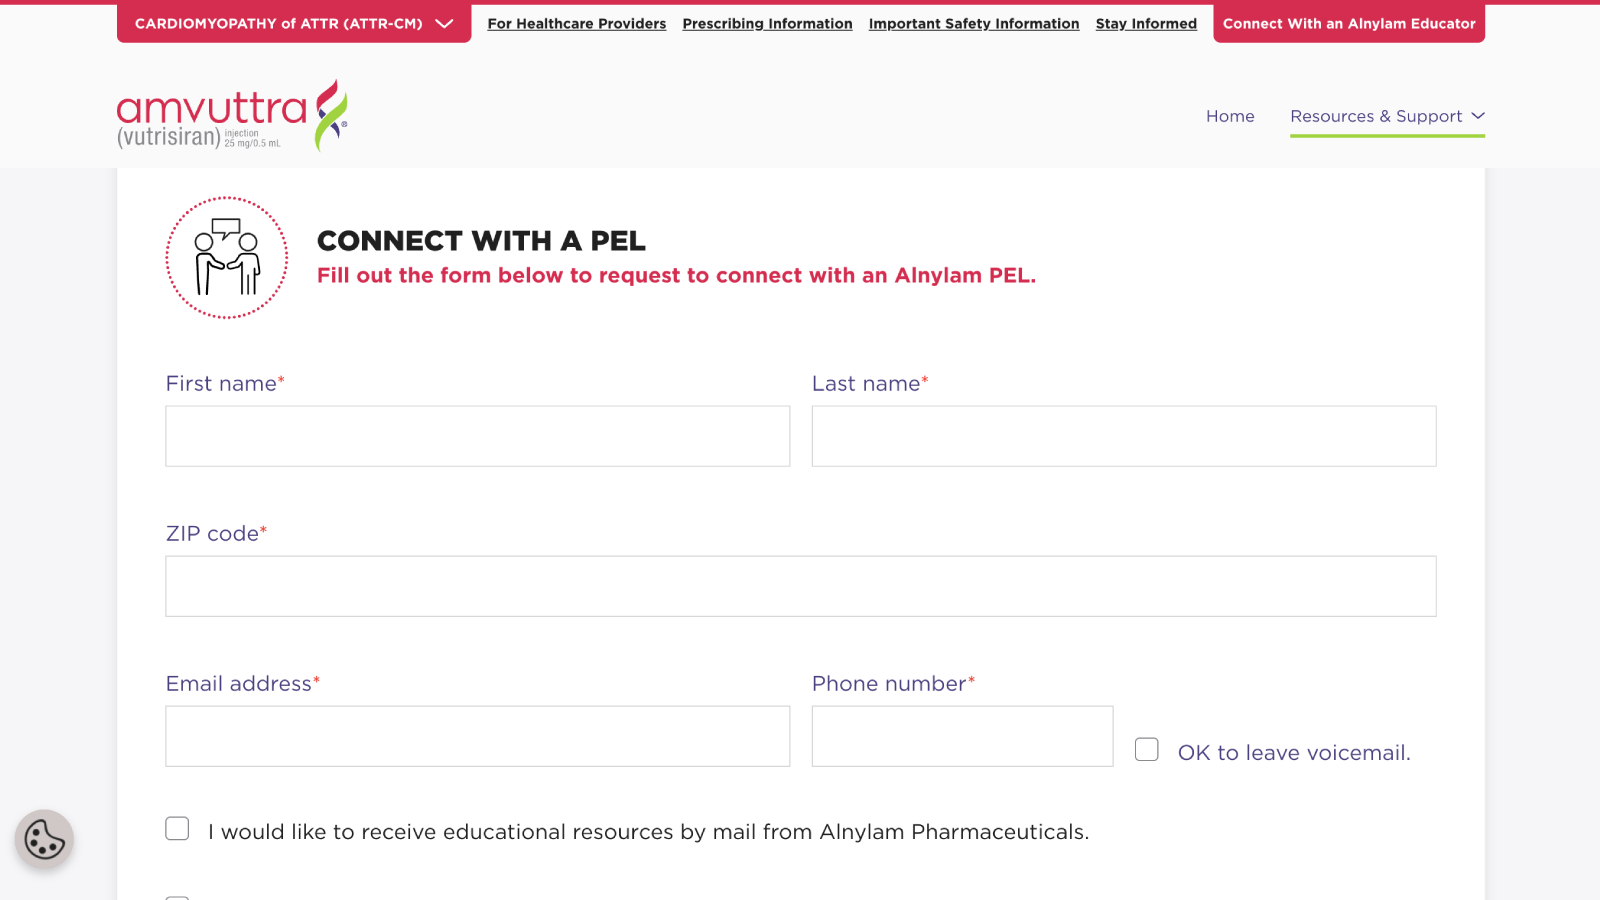 CARDIOMYOPATHY of ATTR (ATTR-CM)
For Healthcare Providers
Prescribing Information
Important Safety Information
Stay Informed
Connect With an Alnylam Educator
amvuttra
(vutrisiran) injection
25 mg/0.5 mL
®
Home
Resources & Support
CONNECT WITH A PEL
Fill out the form below to request to connect with an Alnylam PEL.
First name*
Last name*
ZIP code*
Email address*
Phone number*
OK to leave voicemail.
I would like to receive educational resources by mail from Alnylam Pharmaceuticals.